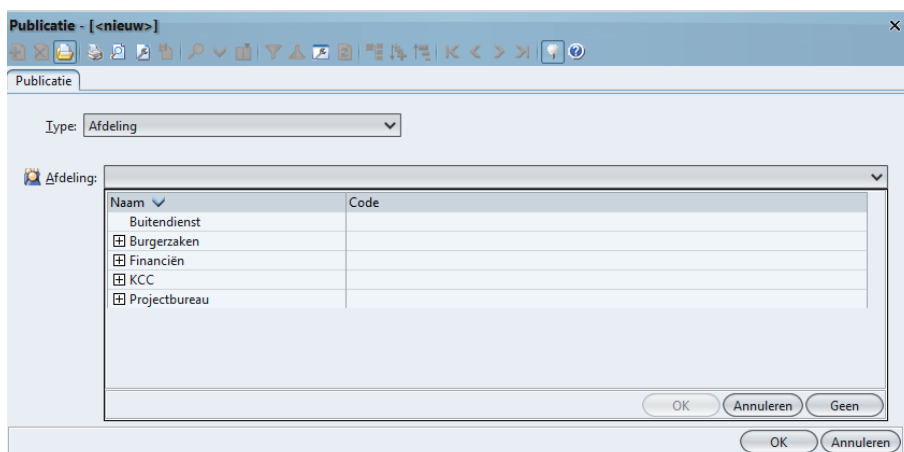 Publicatie - [<nieuw>]
Publicatie
Type: Afdeling
Afdeling:
Naam Code
Buitendienst
Burgerzaken
Financiën
KCC
Projectbureau
OK Annuleren Geen
OK Annuleren